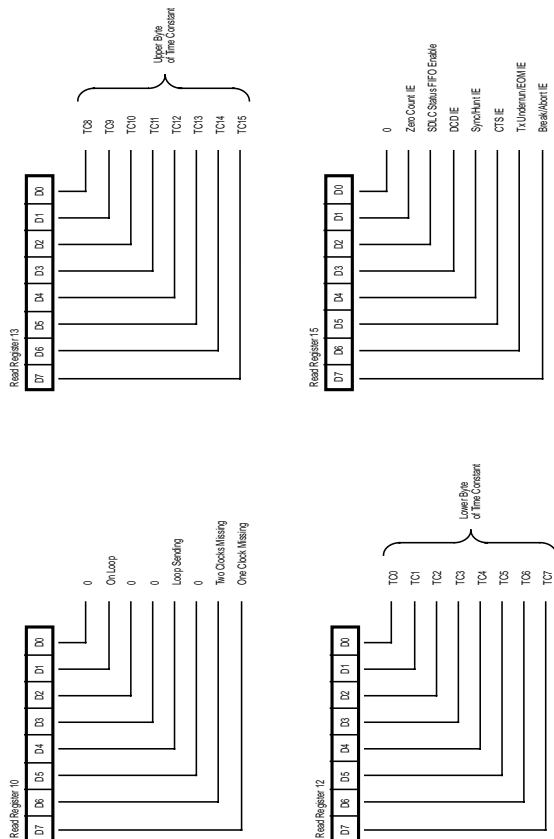 Read Register 10
D7 D6 D5 D4 D3 D2 D1 D0
0
On Loop
0
0
Loop Sending
0
Two Clocks Missing
One Clock Missing
Read Register 12
D7 D6 D5 D4 D3 D2 D1 D0
TC0
TC1
TC2
TC3
TC4
TC5
TC6
TC7
Lower Byte
of Time Constant
Read Register 13
D7 D6 D5 D4 D3 D2 D1 D0
TC8
TC9
TC10
TC11
TC12
TC13
TC14
TC15
Upper Byte
of Time Constant
Read Register 15
D7 D6 D5 D4 D3 D2 D1 D0
0
Zero Count IE
SDLC Status FIFO Enable
DCD IE
Sync/Hunt IE
CTS IE
Tx Underrun/EOM IE
Break/Abort IE